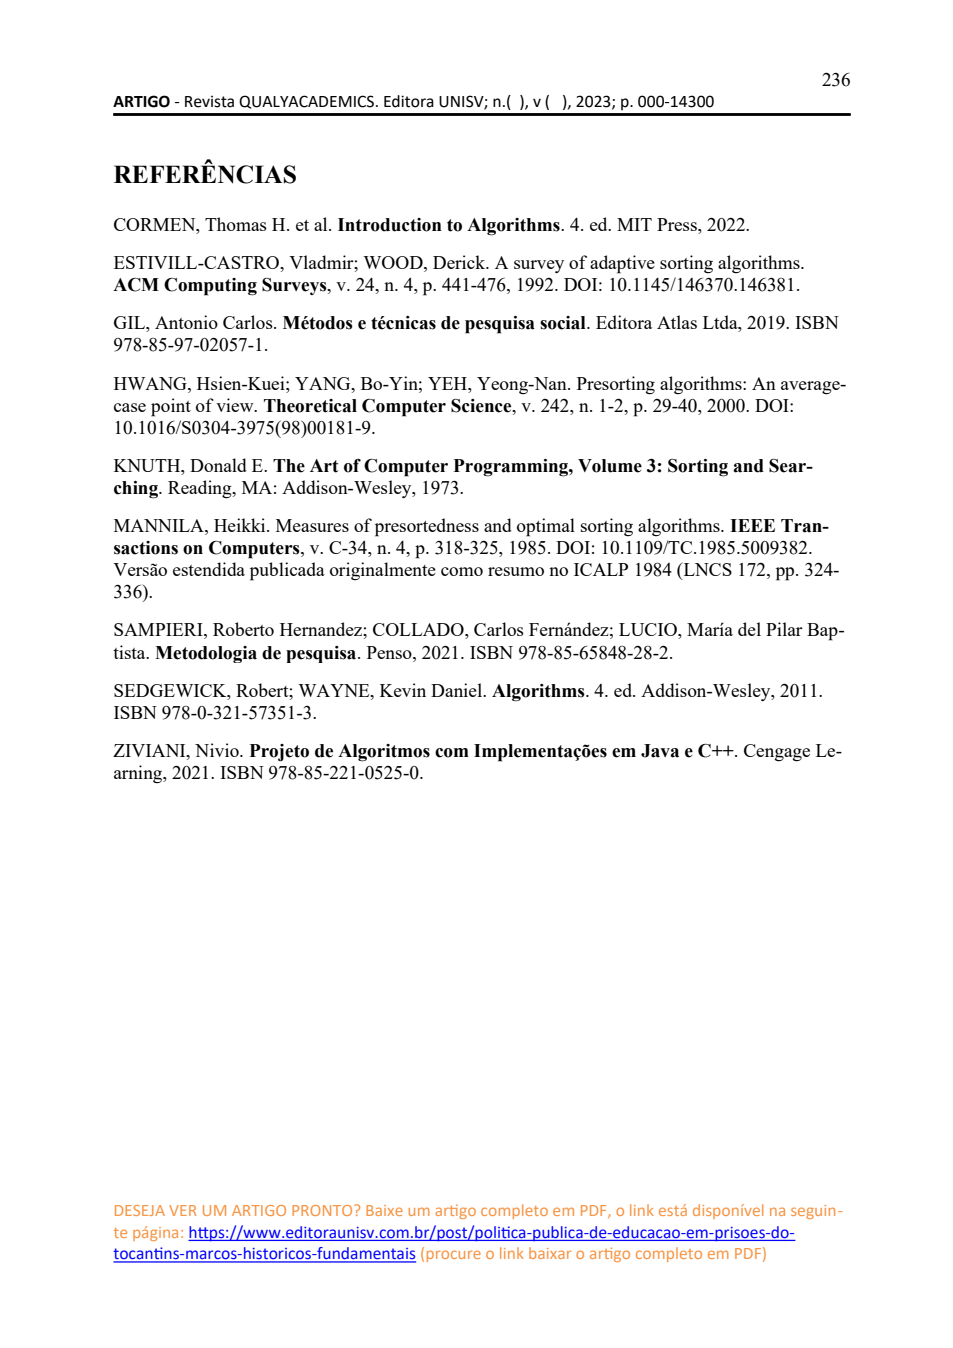 236
ARTIGO - Revista QUALYACADEMICS. Editora UNISV; n.( ), v ( ), 2023; p. 000-14300
REFERÊNCIAS
CORMEN, Thomas H. et al. Introduction to Algorithms. 4. ed. MIT Press, 2022.
ESTIVILL-CASTRO, Vladmir; WOOD, Derick. A survey of adaptive sorting algorithms.
ACM Computing Surveys, v. 24, n. 4, p. 441-476, 1992. DOI: 10.1145/146370.146381.
GIL, Antonio Carlos. Métodos e técnicas de pesquisa social. Editora Atlas Ltda, 2019. ISBN
978-85-97-02057-1.
HWANG, Hsien-Kuei; YANG, Bo-Yin; YEH, Yeong-Nan. Presorting algorithms: An average-
case point of view. Theoretical Computer Science, v. 242, n. 1-2, p. 29-40, 2000. DOI:
10.1016/S0304-3975(98)00181-9.
KNUTH, Donald E. The Art of Computer Programming, Volume 3: Sorting and Sear-
ching. Reading, MA: Addison-Wesley, 1973.
MANNILA, Heikki. Measures of presortedness and optimal sorting algorithms. IEEE Tran-
sactions on Computers, v. C-34, n. 4, p. 318-325, 1985. DOI: 10.1109/TC.1985.5009382.
Versão estendida publicada originalmente como resumo no ICALP 1984 (LNCS 172, pp. 324-
336).
SAMPIERI, Roberto Hernandez; COLLADO, Carlos Fernández; LUCIO, María del Pilar Bap-
tista. Metodologia de pesquisa. Penso, 2021. ISBN 978-85-65848-28-2.
SEDGEWICK, Robert; WAYNE, Kevin Daniel. Algorithms. 4. ed. Addison-Wesley, 2011.
ISBN 978-0-321-57351-3.
ZIVIANI, Nivio. Projeto de Algoritmos com Implementações em Java e C++. Cengage Le-
arning, 2021. ISBN 978-85-221-0525-0.
DESEJA VER UM ARTIGO PRONTO? Baixe um artigo completo em PDF, o link está disponível na seguin-
te página: https://www.editoraunisv.com.br/post/politica-publica-de-educacao-em-prisoes-do-
tocantins-marcos-historicos-fundamentais (procure o link baixar o artigo completo em PDF)